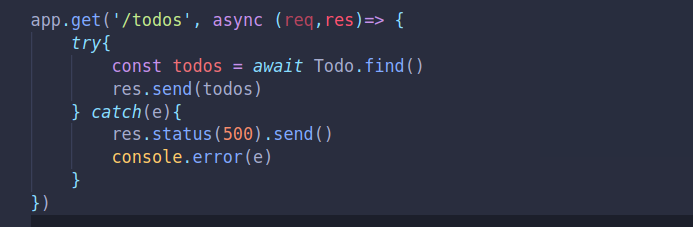 app.get('/todos', async (req,res)=> {
    try{
        const todos = await Todo.find()
        res.send(todos)
    } catch(e){
        res.status(500).send()
        console.error(e)
    }
})